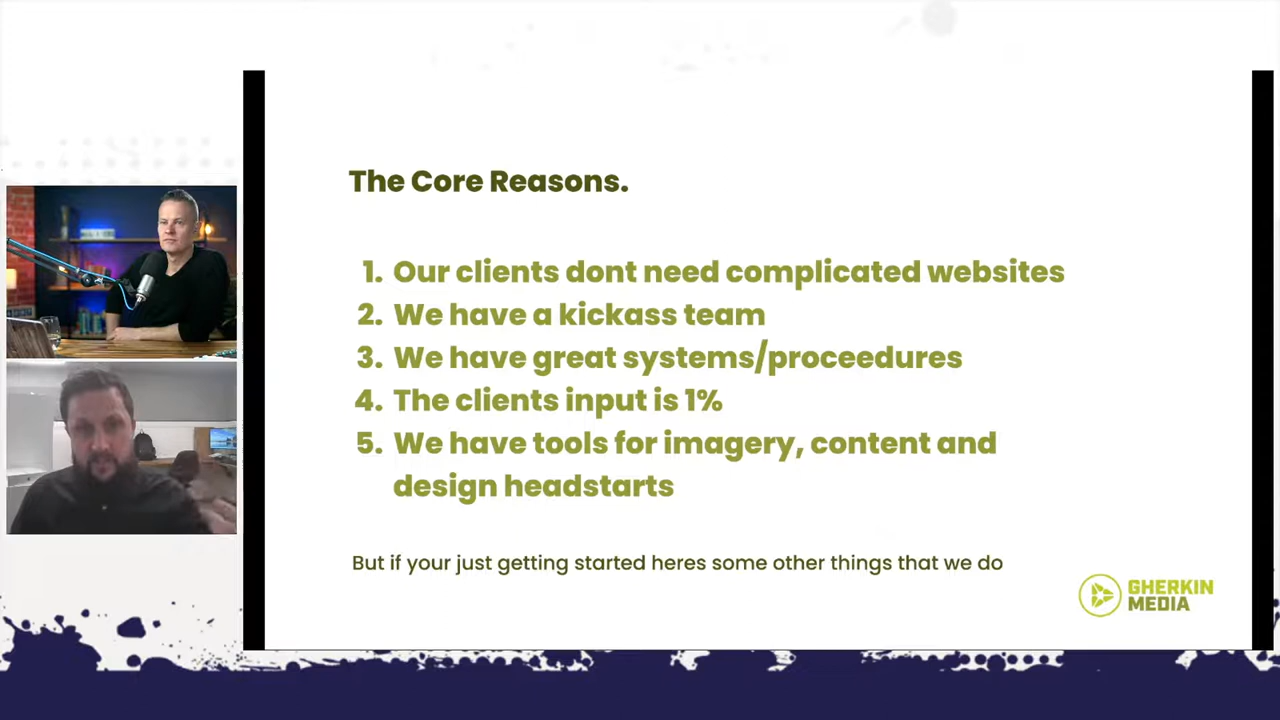 The Core Reasons.
1. Our clients dont need complicated websites
2. We have a kickass team
3. We have great systems/proceedures
4. The clients input is 1%
5. We have tools for imagery, content and
design headstarts
But if your just getting started heres some other things that we do
GHERKIN
MEDIA